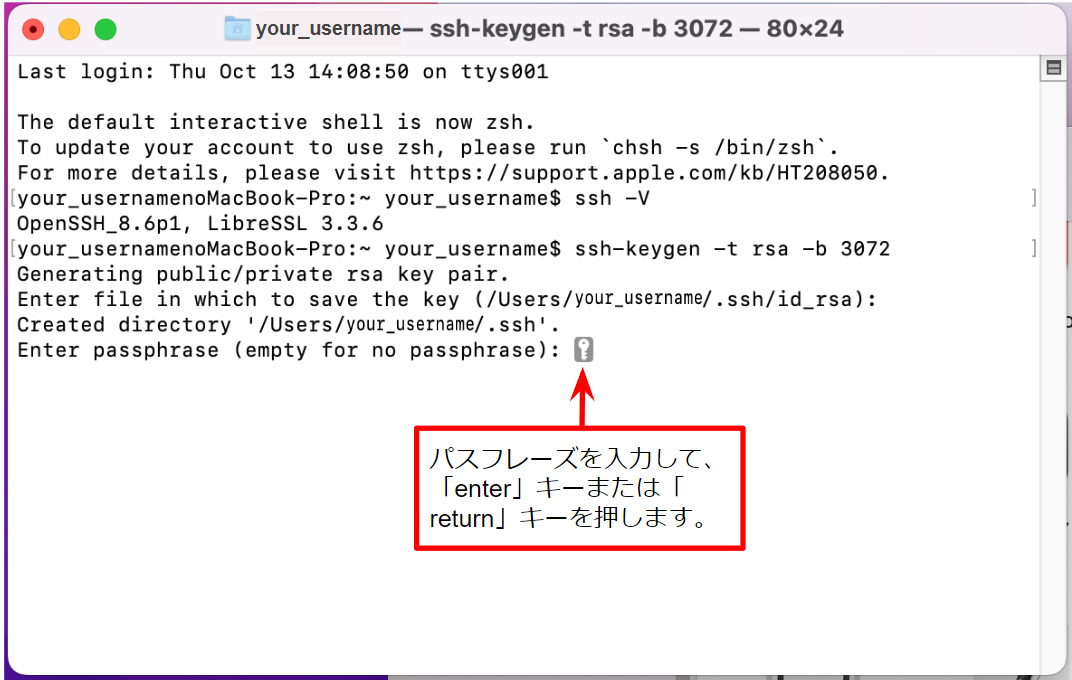 your_username— ssh-keygen -t rsa -b 3072 — 80×24
Last login: Thu Oct 13 14:08:50 on ttys001
The default interactive shell is now zsh.
To update your account to use zsh, please run `chsh -s /bin/zsh`.
For more details, please visit https://support.apple.com/kb/HT208050.
[your_usernamenoMacBook-Pro:~ your_username$ ssh -V ]
OpenSSH_8.6p1, LibreSSL 3.3.6
[your_usernamenoMacBook-Pro:~ your_username$ ssh-keygen -t rsa -b 3072 ]
Generating public/private rsa key pair.
Enter file in which to save the key (/Users/your_username/.ssh/id_rsa):
Created directory '/Users/your_username/.ssh'.
Enter passphrase (empty for no passphrase):
パスフレーズを入力して、
「enter」キーまたは「
return」キーを押します。